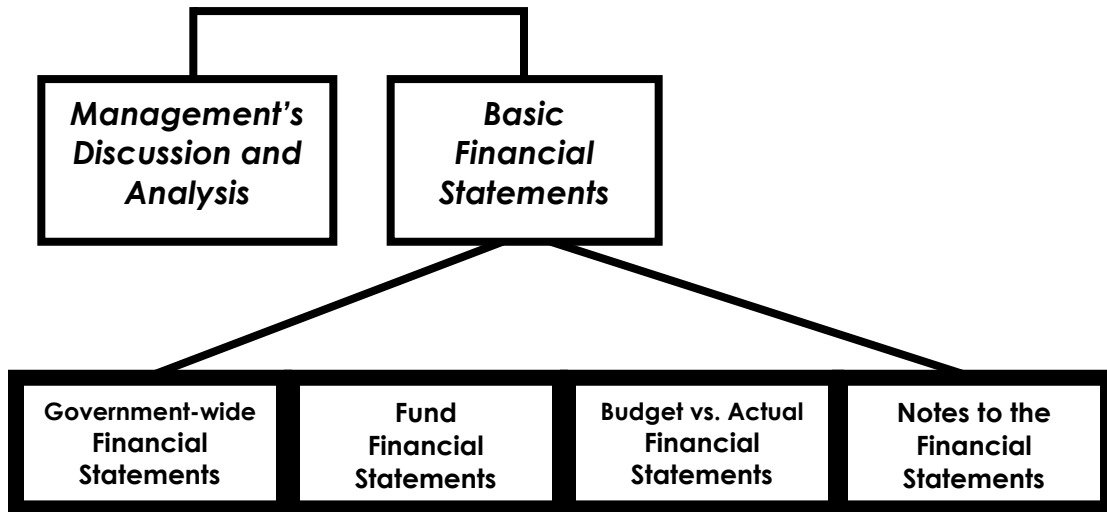 Management's
Discussion and
Analysis
Basic
Financial
Statements
Government-wide
Financial
Statements
Fund
Financial
Statements
Budget vs. Actual
Financial
Statements
Notes to the
Financial
Statements